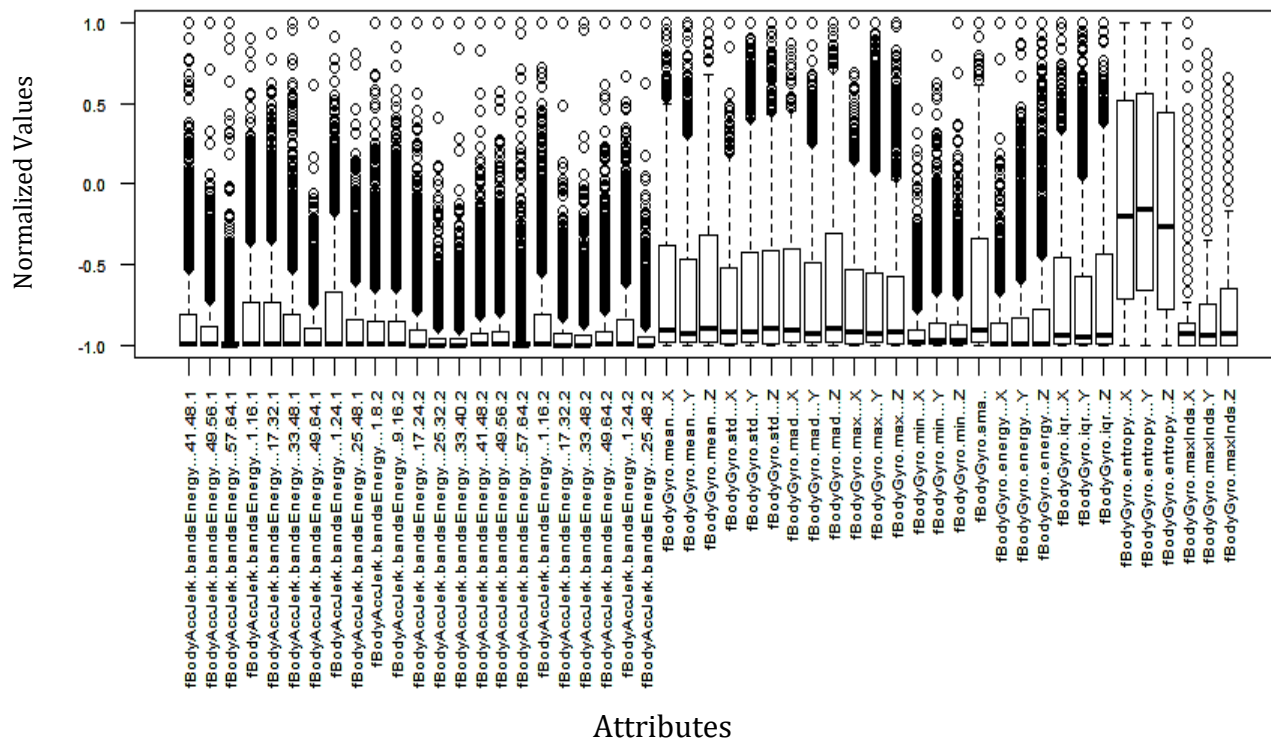 Normalized Values
1.0
0.5
0.0
-0.5
-1.0
fBodyAccJerk.bandsEnergy...41.48.1
fBodyAccJerk.bandsEnergy...49.56.1
fBodyAccJerk.bandsEnergy...57.64.1
fBodyAccJerk.bandsEnergy...1.16.1
fBodyAccJerk.bandsEnergy...17.32.1
fBodyAccJerk.bandsEnergy...33.48.1
fBodyAccJerk.bandsEnergy...49.64.1
fBodyAccJerk.bandsEnergy...1.24.1
fBodyAccJerk.bandsEnergy...25.48.1
fBodyAccJerk.bandsEnergy...1.8.2
fBodyAccJerk.bandsEnergy...9.16.2
fBodyAccJerk.bandsEnergy...17.24.2
fBodyAccJerk.bandsEnergy...25.32.2
fBodyAccJerk.bandsEnergy...33.40.2
fBodyAccJerk.bandsEnergy...41.48.2
fBodyAccJerk.bandsEnergy...49.56.2
fBodyAccJerk.bandsEnergy...57.64.2
fBodyAccJerk.bandsEnergy...1.16.2
fBodyAccJerk.bandsEnergy...17.32.2
fBodyAccJerk.bandsEnergy...33.48.2
fBodyAccJerk.bandsEnergy...49.64.2
fBodyAccJerk.bandsEnergy...1.24.2
fBodyAccJerk.bandsEnergy...25.48.2
fBodyGyro.mean...X
fBodyGyro.mean...Y
fBodyGyro.mean...Z
fBodyGyro.std...X
fBodyGyro.std...Y
fBodyGyro.std...Z
fBodyGyro.mad...X
fBodyGyro.mad...Y
fBodyGyro.mad...Z
fBodyGyro.max...X
fBodyGyro.max...Y
fBodyGyro.max...Z
fBodyGyro.min...X
fBodyGyro.min...Y
fBodyGyro.min...Z
fBodyGyro.sma..
fBodyGyro.energy...X
fBodyGyro.energy...Y
fBodyGyro.energy...Z
fBodyGyro.iqr...X
fBodyGyro.iqr...Y
fBodyGyro.iqr...Z
fBodyGyro.entropy...X
fBodyGyro.entropy...Y
fBodyGyro.entropy...Z
fBodyGyro.maxInds.X
fBodyGyro.maxInds.Y
fBodyGyro.maxInds.Z
Attributes